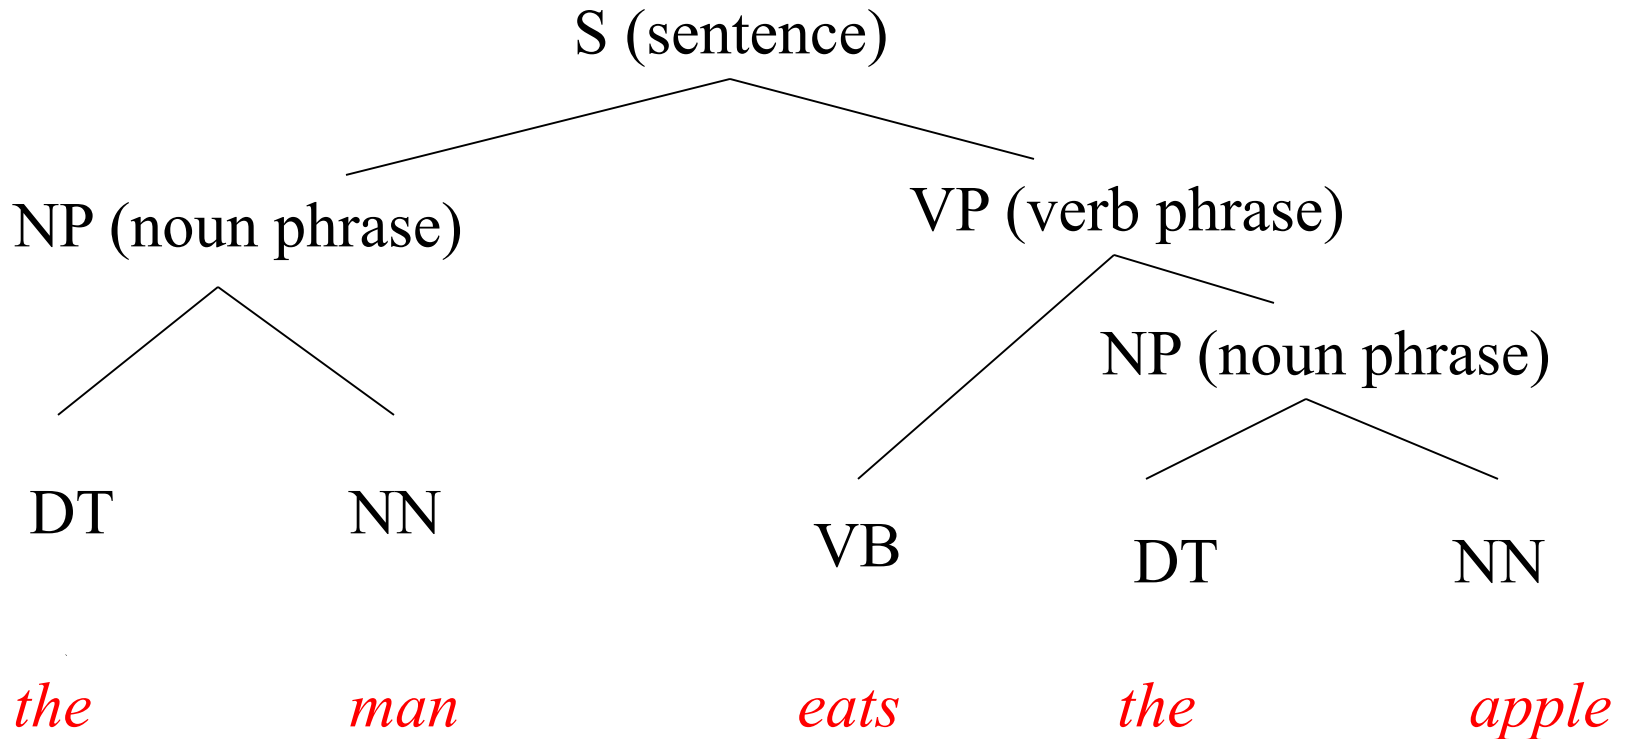 S (sentence)
NP (noun phrase)
VP (verb phrase)
NP (noun phrase)
DT NN VB DT NN
the man eats the apple